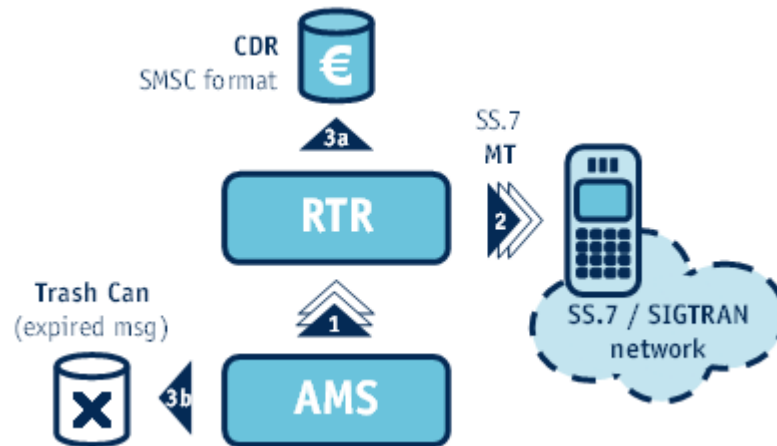 CDR
SMSC format
€
3a
SS.7
MT
RTR
2
Trash Can
(expired msg)
1
SS.7 / SIGTRAN
network
3b
AMS